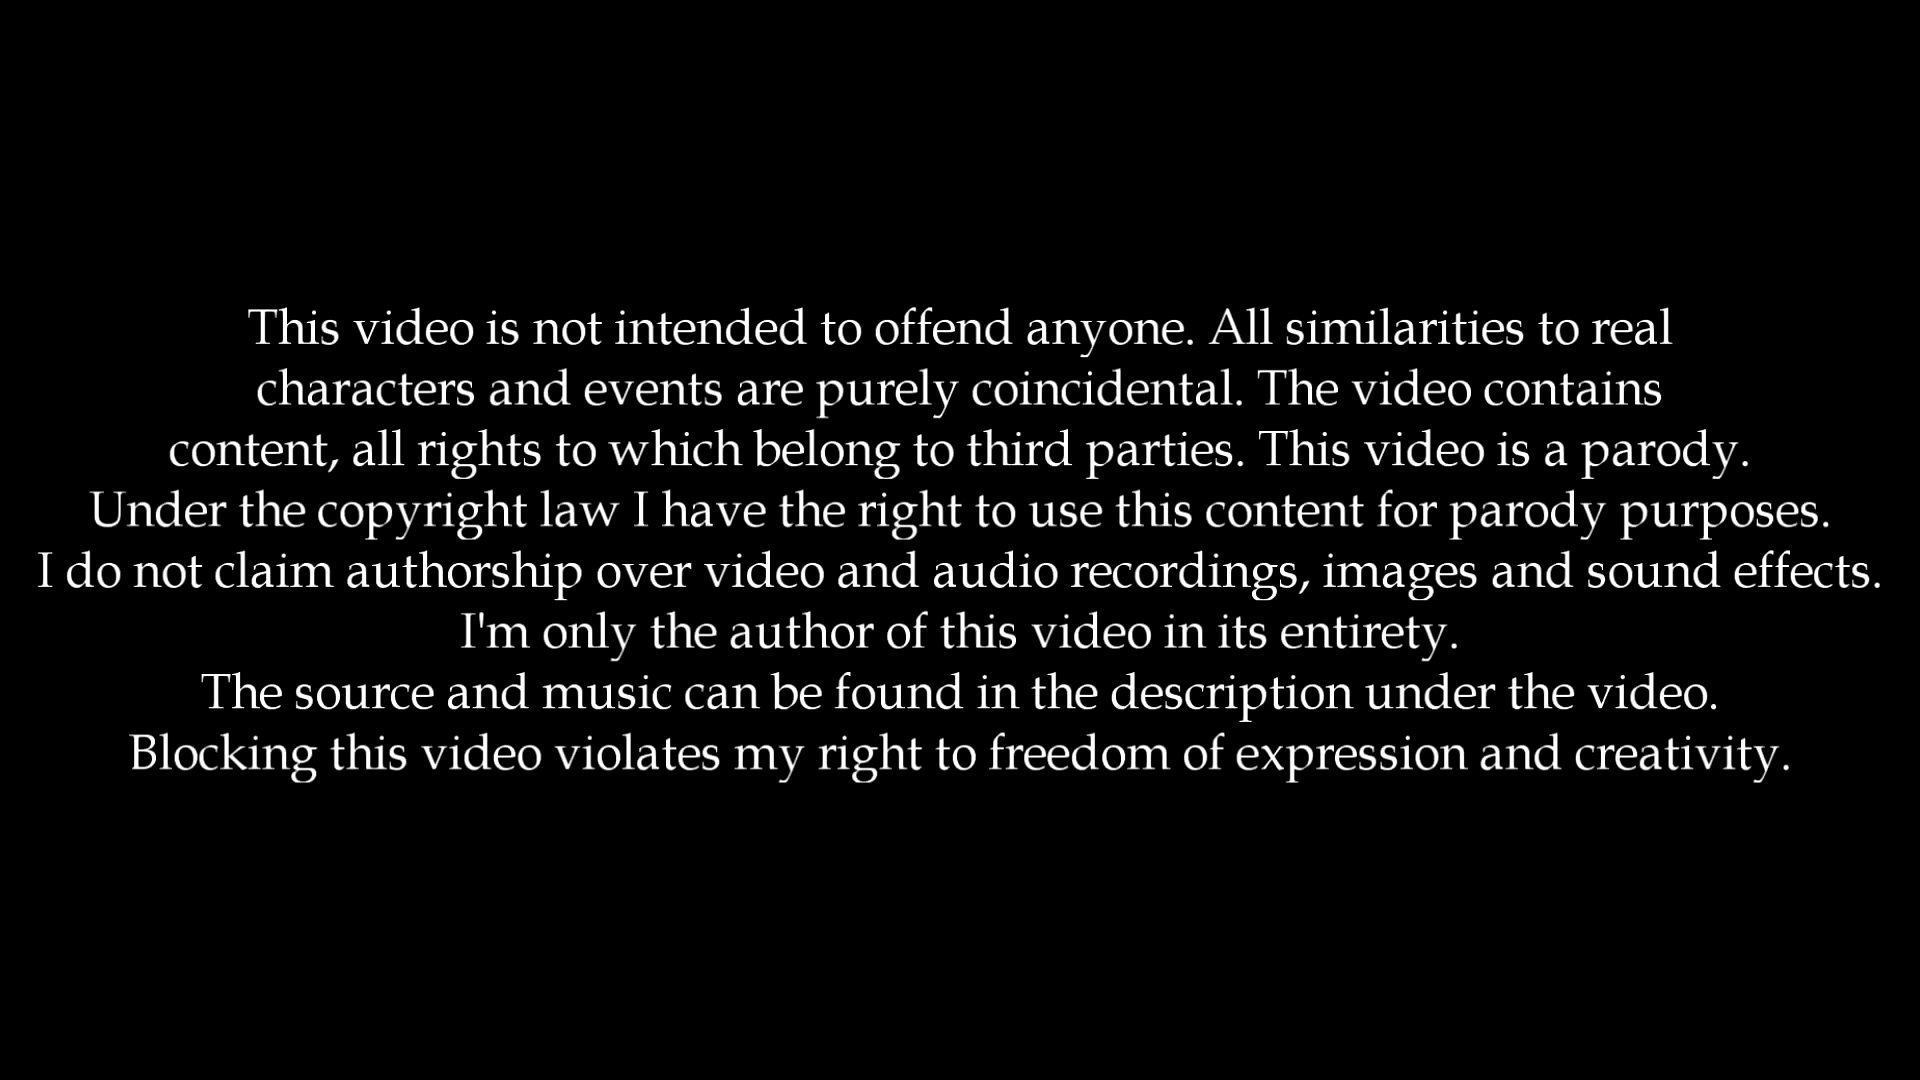 This video is not intended to offend anyone. All similarities to real
characters and events are purely coincidental. The video contains
content, all rights to which belong to third parties. This video is a parody.
Under the copyright law I have the right to use this content for parody purposes.
I do not claim authorship over video and audio recordings, images and sound effects.
I'm only the author of this video in its entirety.
The source and music can be found in the description under the video.
Blocking this video violates my right to freedom of expression and creativity.